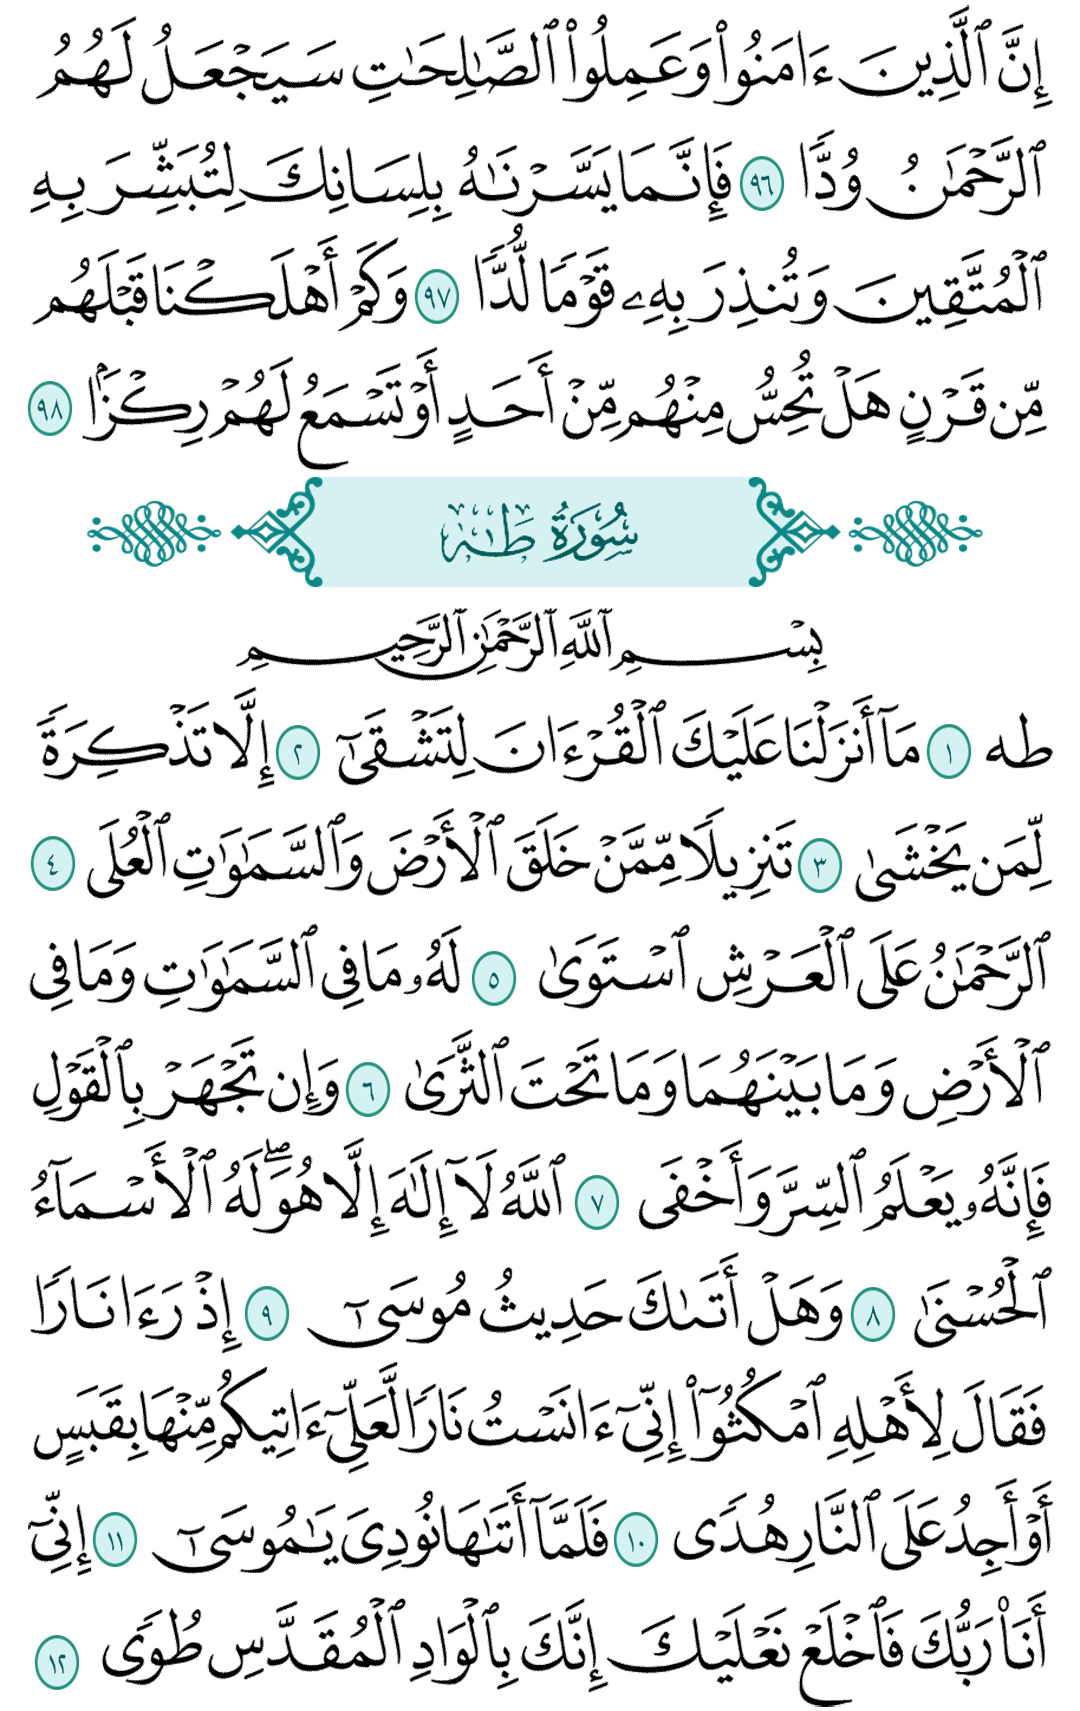 إِنَّ ٱلَّذِينَ ءَامَنُوا۟ وَعَمِلُوا۟ ٱلصَّـٰلِحَـٰتِ سَيَجْعَلُ لَهُمُ
ٱلرَّحْمَـٰنُ وُدًّا ٩٦ فَإِنَّمَا يَسَّرْنَـٰهُ بِلِسَانِكَ لِتُبَشِّرَ بِهِ
ٱلْمُتَّقِينَ وَتُنذِرَ بِهِۦ قَوْمًا لُّدًّا ٩٧ وَكَمْ أَهْلَكْنَا قَبْلَهُم
مِّن قَرْنٍ هَلْ تُحِسُّ مِنْهُم مِّنْ أَحَدٍ أَوْ تَسْمَعُ لَهُمْ رِكْزًۢا ٩٨
سُورَةُ طَـٰهٰ
بِسْمِ ٱللَّهِ ٱلرَّحْمَـٰنِ ٱلرَّحِيمِ
طه ١ مَآ أَنزَلْنَا عَلَيْكَ ٱلْقُرْءَانَ لِتَشْقَىٰٓ ٢ إِلَّا تَذْكِرَةً
لِّمَن يَخْشَىٰ ٣ تَنزِيلًا مِّمَّنْ خَلَقَ ٱلْأَرْضَ وَٱلسَّمَـٰوَٰتِ ٱلْعُلَى ٤
ٱلرَّحْمَـٰنُ عَلَى ٱلْعَرْشِ ٱسْتَوَىٰ ٥ لَهُۥ مَا فِى ٱلسَّمَـٰوَٰتِ وَمَا فِى
ٱلْأَرْضِ وَمَا بَيْنَهُمَا وَمَا تَحْتَ ٱلثَّرَىٰ ٦ وَإِن تَجْهَرْ بِٱلْقَوْلِ
فَإِنَّهُۥ يَعْلَمُ ٱلسِّرَّ وَأَخْفَى ٧ ٱللَّهُ لَآ إِلَـٰهَ إِلَّا هُوَ ۖ لَهُ ٱلْأَسْمَآءُ
ٱلْحُسْنَىٰ ٨ وَهَلْ أَتَىٰكَ حَدِيثُ مُوسَىٰٓ ٩ إِذْ رَءَا نَارًا
فَقَالَ لِأَهْلِهِ ٱمْكُثُوٓا۟ إِنِّىٓ ءَانَسْتُ نَارًا لَّعَلِّىٓ ءَاتِيكُم مِّنْهَا بِقَبَسٍ
أَوْ أَجِدُ عَلَى ٱلنَّارِ هُدًى ١٠ فَلَمَّآ أَتَىٰهَا نُودِىَ يَـٰمُوسَىٰٓ ١١ إِنِّىٓ
أَنَا۠ رَبُّكَ فَٱخْلَعْ نَعْلَيْكَ إِنَّكَ بِٱلْوَادِ ٱلْمُقَدَّسِ طُوًى ١٢